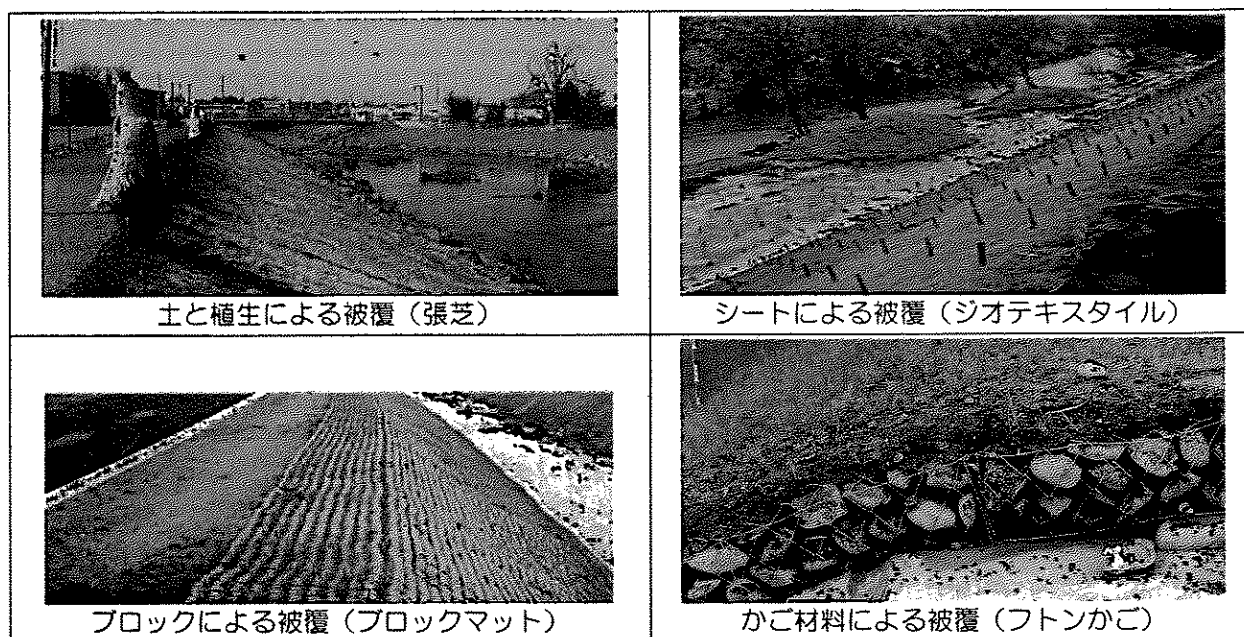 土と植生による被覆（張芝）
シートによる被覆（ジオテキスタイル）
ブロックによる被覆（ブロックマット）
かご材料による被覆（フトンかご）